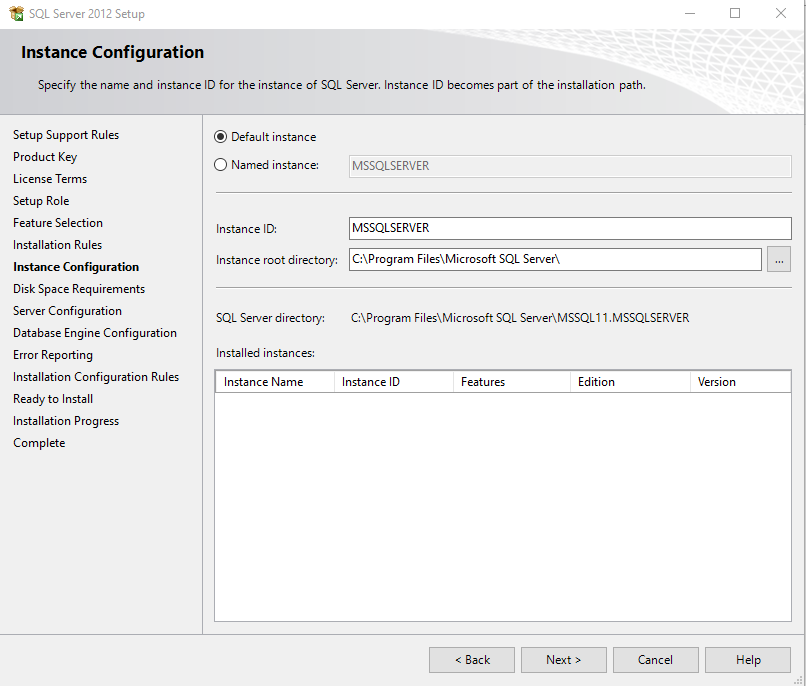 SQL Server 2012 Setup
Instance Configuration
Specify the name and instance ID for the instance of SQL Server. Instance ID becomes part of the installation path.
Setup Support Rules
Product Key
License Terms
Setup Role
Feature Selection
Installation Rules
Instance Configuration
Disk Space Requirements
Server Configuration
Database Engine Configuration
Error Reporting
Installation Configuration Rules
Ready to Install
Installation Progress
Complete
Default instance
Named instance: MSSQLSERVER
Instance ID: MSSQLSERVER
Instance root directory: C:\Program Files\Microsoft SQL Server\ ...
SQL Server directory: C:\Program Files\Microsoft SQL Server\MSSQL11.MSSQLSERVER
Installed instances:
Instance Name Instance ID Features Edition Version
< Back Next > Cancel Help